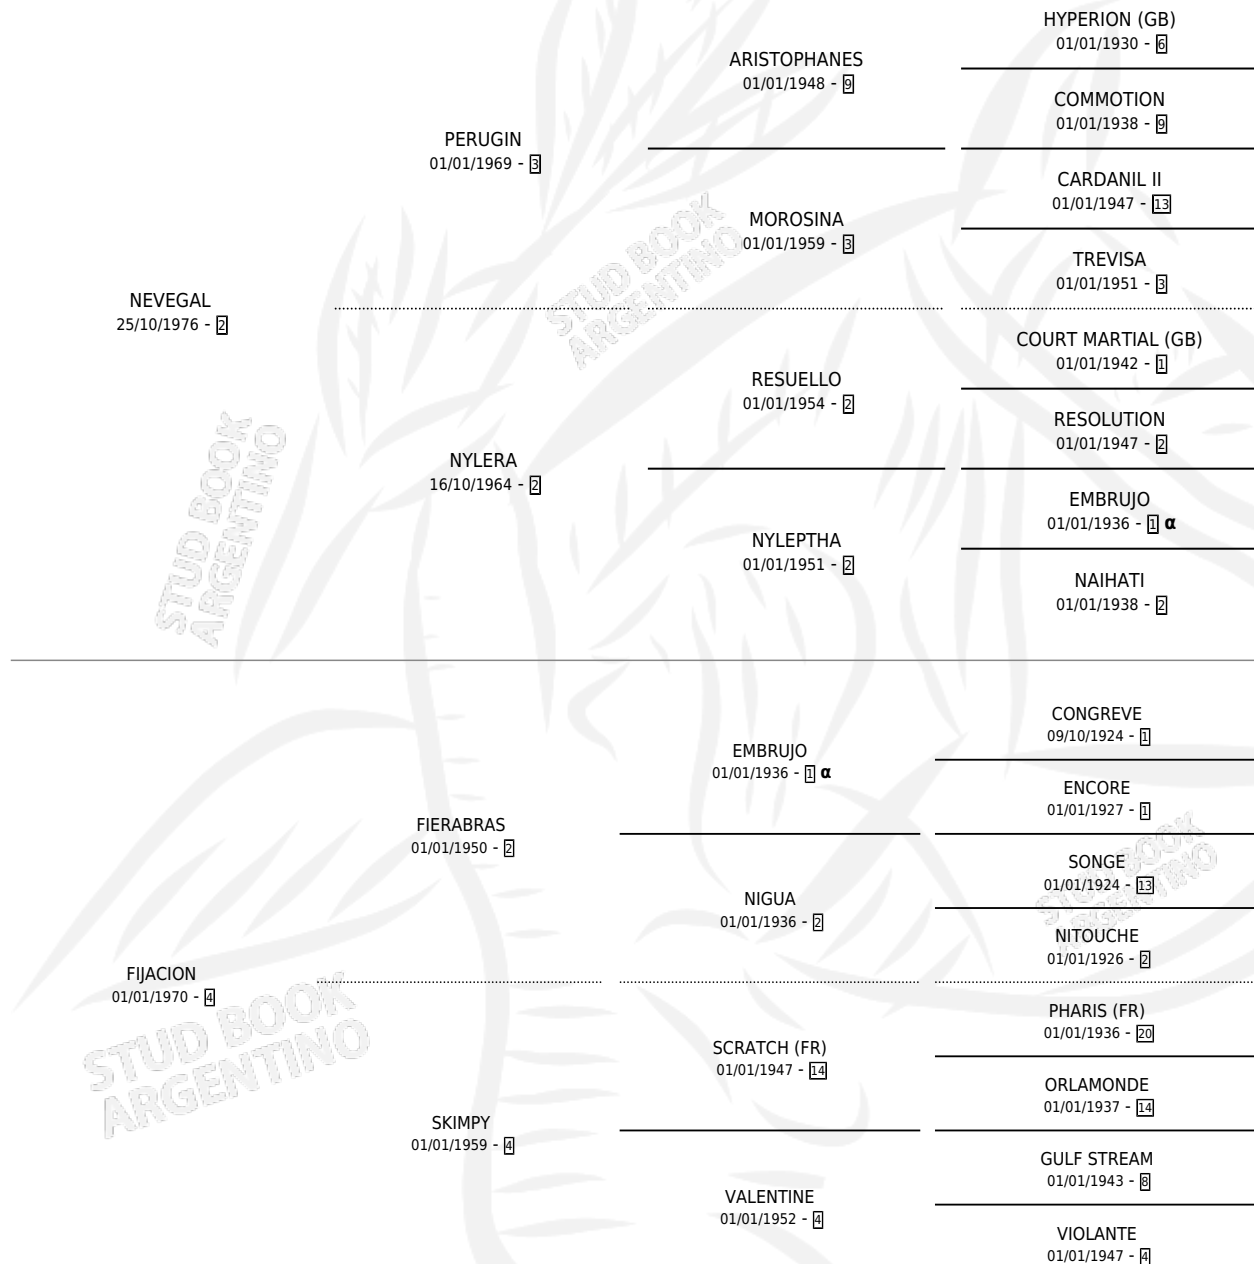 HYPERION (GB)
01/01/1930 - 6
ARISTOPHANES
01/01/1948 - 9
COMMOTION
01/01/1938 - 9
PERUGIN
01/01/1969 - 3
CARDANIL II
01/01/1947 - 13
MOROSINA
01/01/1959 - 3
TREVISA
01/01/1951 - 3
STUD BOOK
ARGENTINO
NEVEGAL
25/10/1976 - 2
COURT MARTIAL (GB)
01/01/1942 - 1
RESUELLO
01/01/1954 - 2
RESOLUTION
01/01/1947 - 2
NYLERA
16/10/1964 - 2
EMBRUJO
01/01/1936 - 1 α
NYLEPTHA
01/01/1951 - 2
NAIHATI
01/01/1938 - 2
STUD BOOK
ARGENTINO
CONGREVE
09/10/1924 - 1
EMBRUJO
01/01/1936 - 1 α
ENCORE
01/01/1927 - 1
FIERABRAS
01/01/1950 - 2
SONGE
01/01/1924 - 13
NIGUA
01/01/1936 - 2
NITOUCHE
01/01/1926 - 2
STUD BOOK
ARGENTINO
FIJACION
01/01/1970 - 4
PHARIS (FR)
01/01/1936 - 20
SCRATCH (FR)
01/01/1947 - 14
ORLAMONDE
01/01/1937 - 14
SKIMPY
01/01/1959 - 4
GULF STREAM
01/01/1943 - 8
VALENTINE
01/01/1952 - 4
VIOLANTE
01/01/1947 - 4
STUD BOOK
ARGENTINO